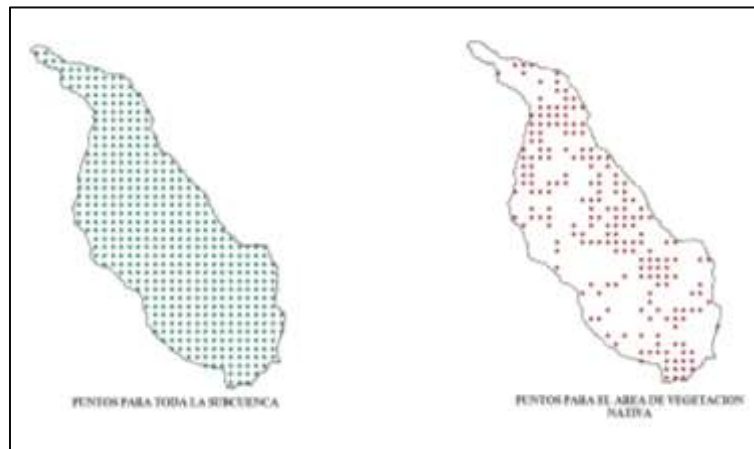 PUNTOS PARA TODA LA SUBCUENCA
PUNTOS PARA EL AREA DE VEGETACION
NATIVA